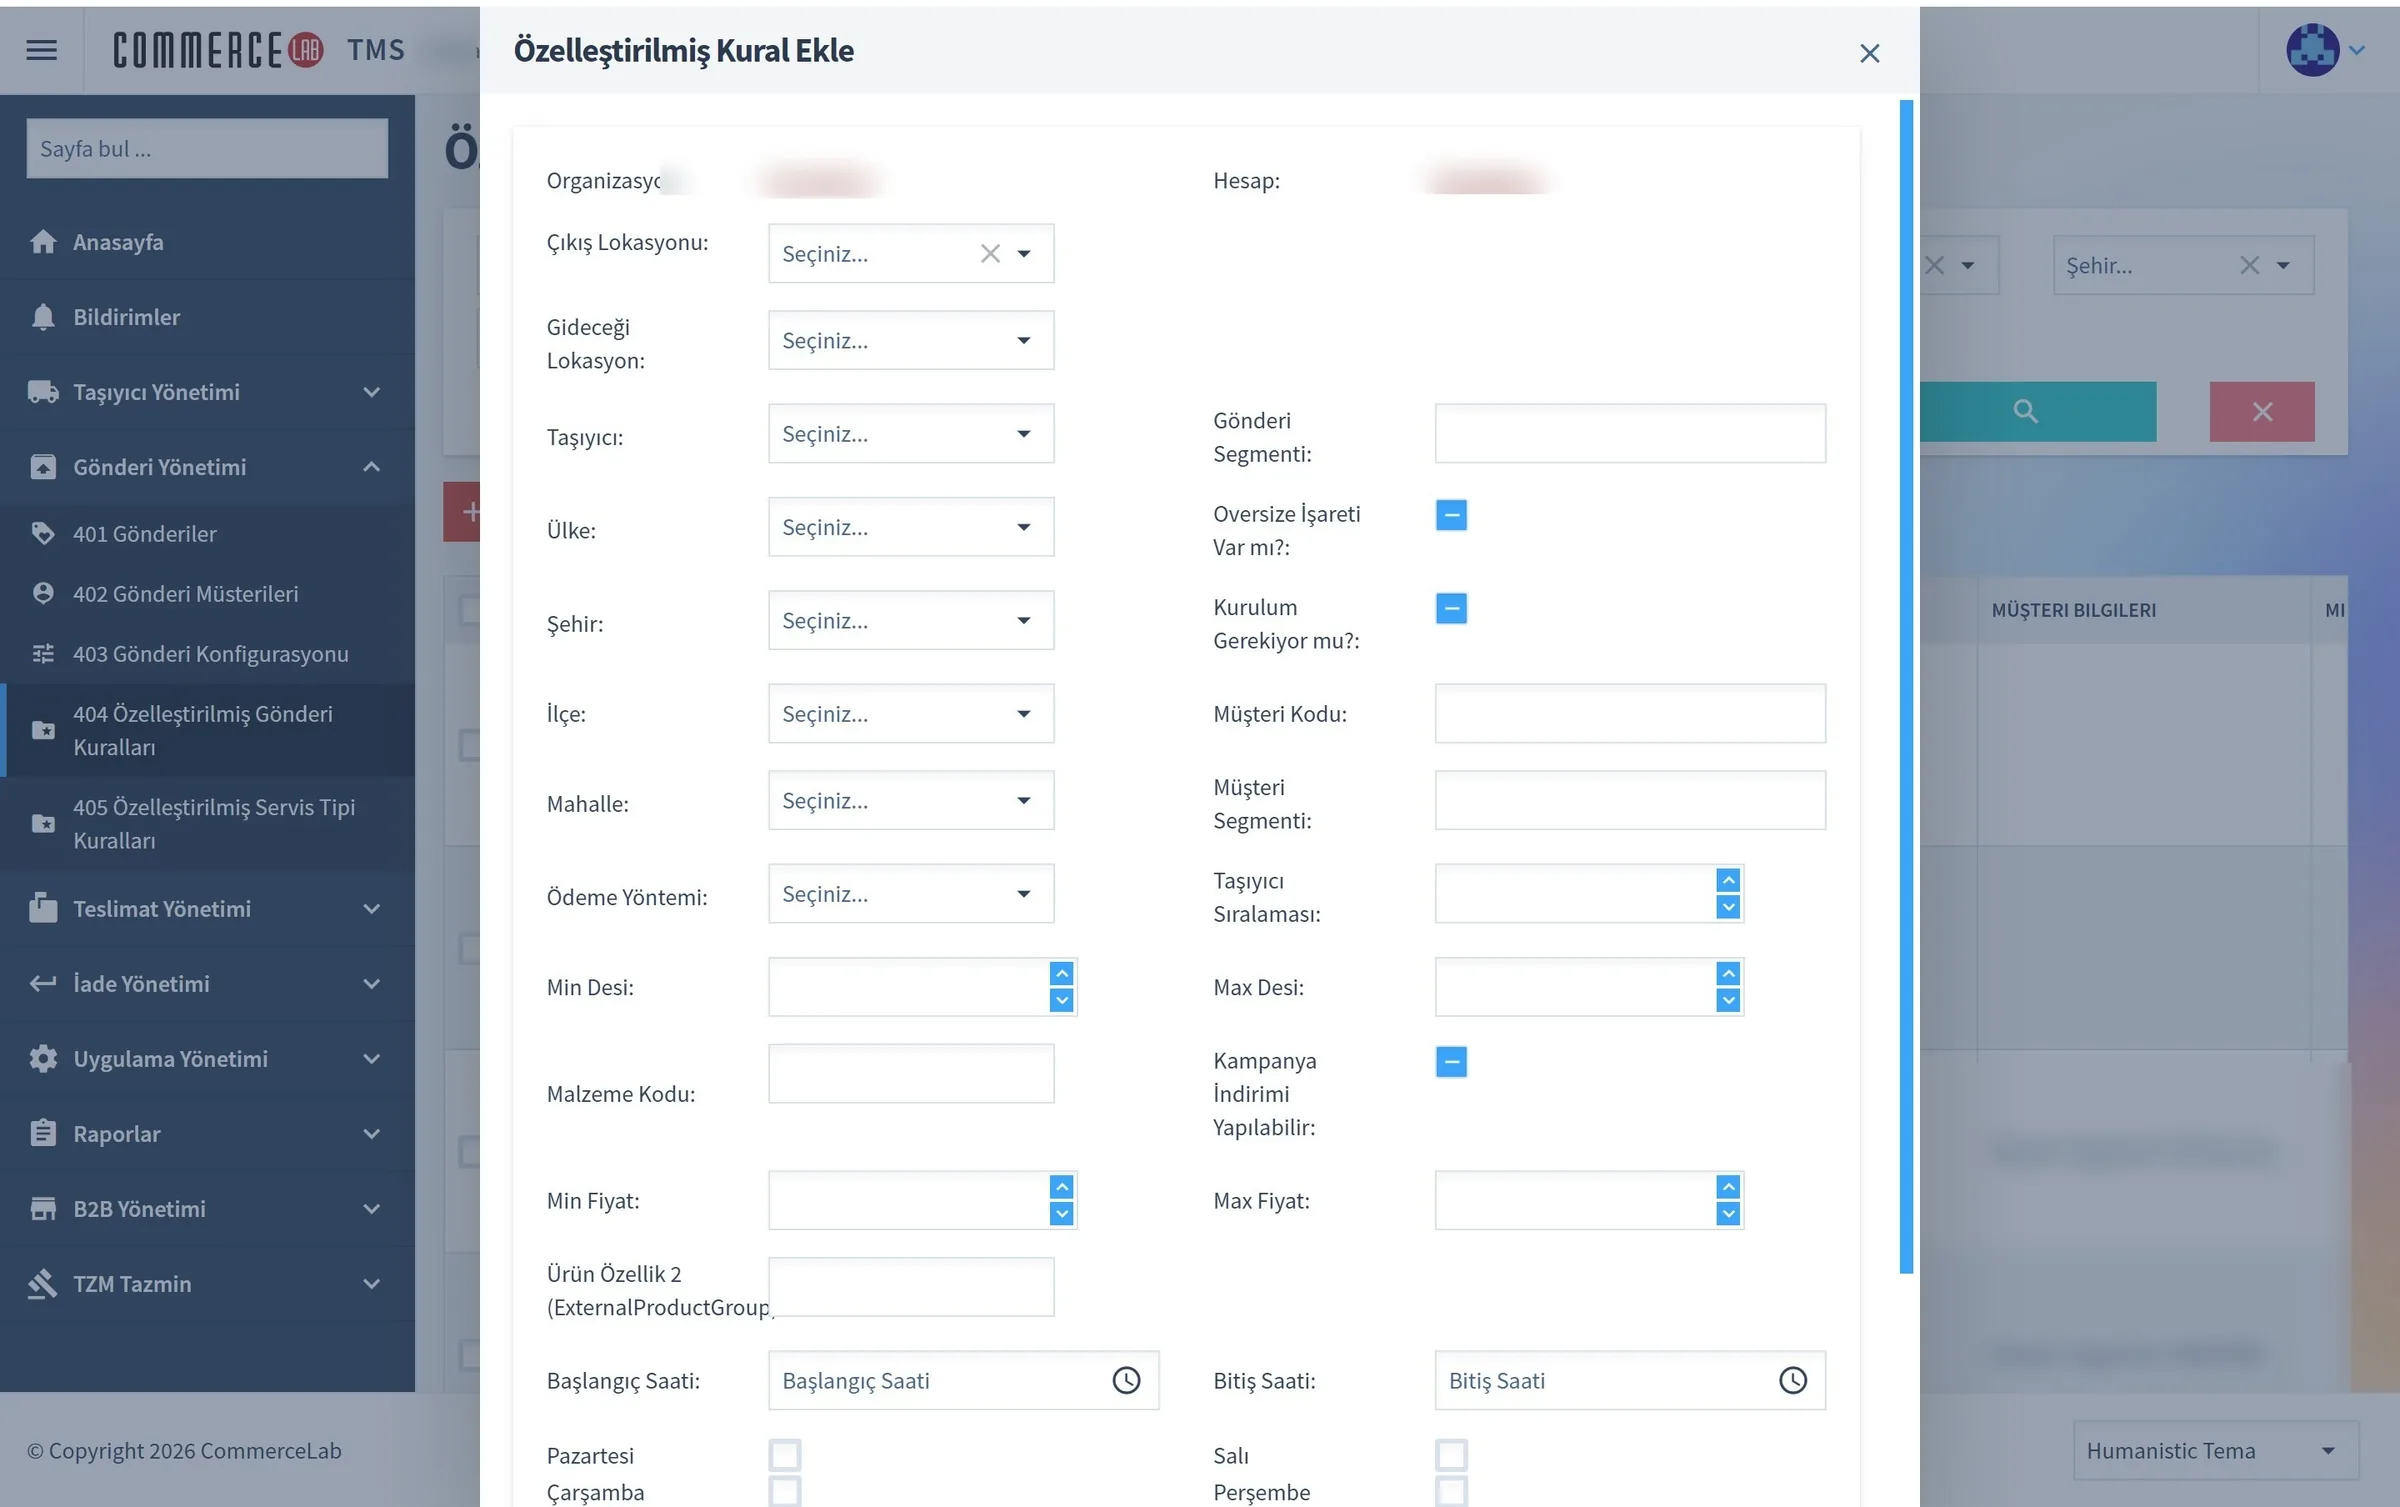 COMMERCE LAB TMS
Sayfa bul ...
Anasayfa
Bildirimler
Taşıyıcı Yönetimi
Gönderi Yönetimi
401 Gönderiler
402 Gönderi Müsterileri
403 Gönderi Konfigurasyonu
404 Özelleştirilmiş Gönderi
Kuralları
405 Özelleştirilmiş Servis Tipi
Kuralları
Teslimat Yönetimi
İade Yönetimi
Uygulama Yönetimi
Raporlar
B2B Yönetimi
TZM Tazmin
© Copyright 2026 CommerceLab
Özelleştirilmiş Kural Ekle
Hesap:
Çıkış Lokasyonu: Seçiniz...
Gideceği
Lokasyon: Seçiniz...
Taşıyıcı: Seçiniz...
Gönderi
Segmenti:
Ülke: Seçiniz...
Oversize İşareti
Var mı?:
Şehir: Seçiniz...
Kurulum
Gerekiyor mu?:
İlçe: Seçiniz...
Müşteri Kodu:
Mahalle: Seçiniz...
Müşteri
Segmenti:
Ödeme Yöntemi: Seçiniz...
Taşıyıcı
Sıralaması:
Min Desi:
Max Desi:
Malzeme Kodu:
Kampanya
İndirimi
Yapılabilir:
Min Fiyat:
Max Fiyat:
Ürün Özellik 2
(ExternalProductGroup
Başlangıç Saati: Başlangıç Saati
Bitiş Saati: Bitiş Saati
Pazartesi
Salı
Çarşamba
Perşembe
Şehir...
MÜŞTERI BILGILERI
Humanistic Tema